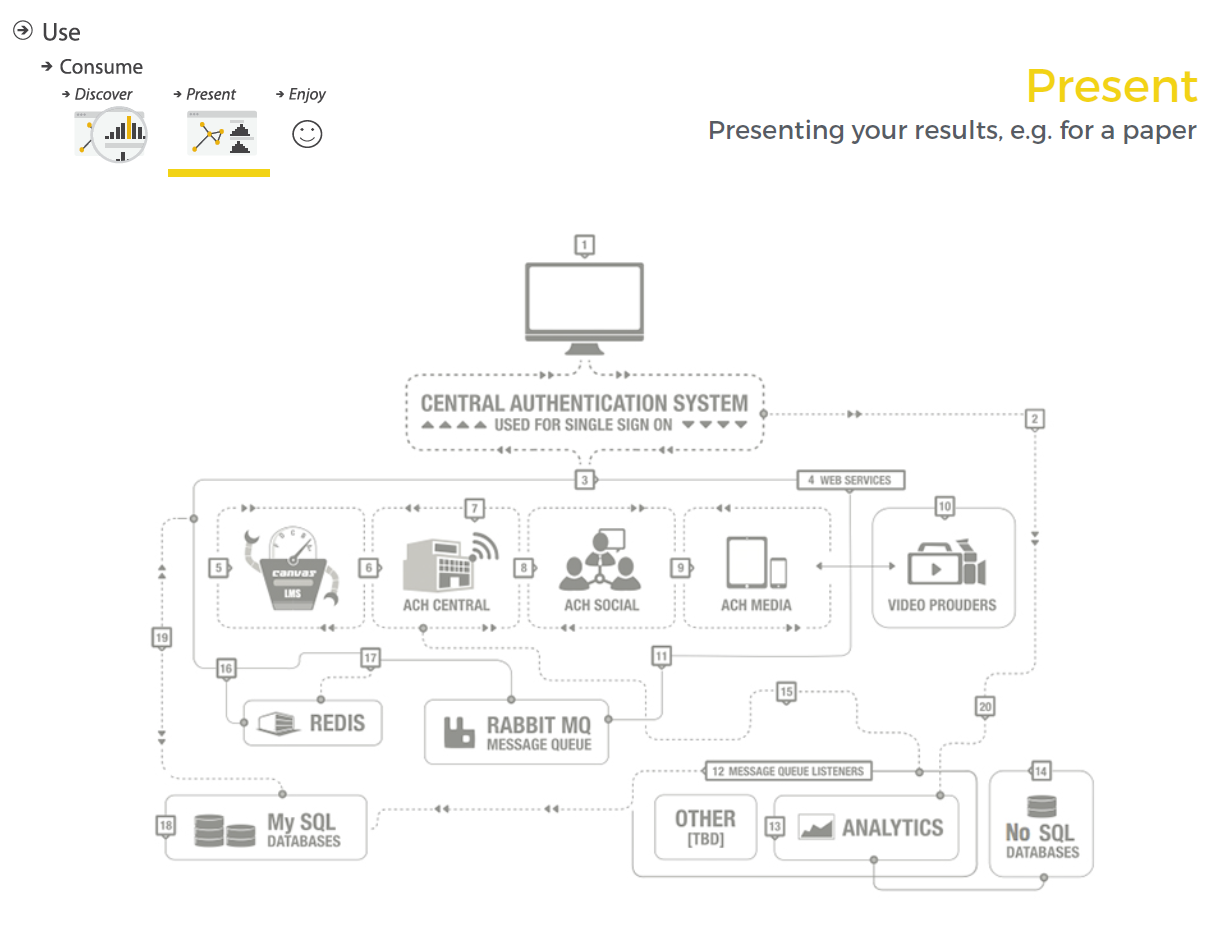 Use
Consume
Discover
Present
Enjoy
Present
Presenting your results, e.g. for a paper
1
CENTRAL AUTHENTICATION SYSTEM
USED FOR SINGLE SIGN ON
2
3
4 WEB SERVICES
7
10
5
6
8
9
canvas
LMS
ACH CENTRAL
ACH SOCIAL
ACH MEDIA
VIDEO PROUDERS
19
16
17
11
15
20
REDIS
RABBIT MQ
MESSAGE QUEUE
12 MESSAGE QUEUE LISTENERS
14
18
My SQL
DATABASES
OTHER
[TBD]
13
ANALYTICS
No SQL
DATABASES